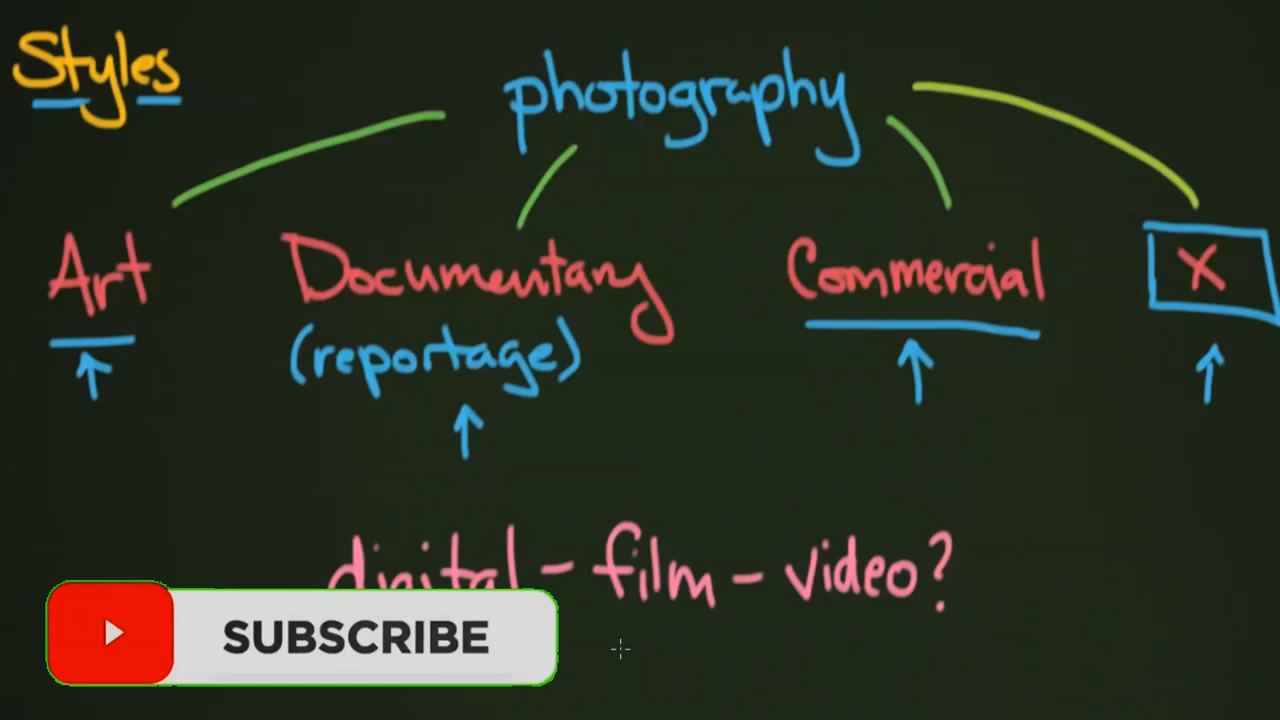 Styles
photography
Art Documentary Commercial X
(reportage)
digital - film - video?
SUBSCRIBE